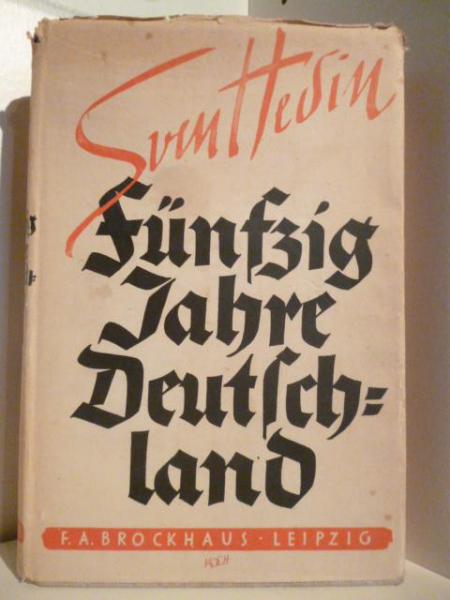 Sven Hedin
Fünfzig
Jahre
Deutſch=
land
F. A. BROCKHAUS · LEIPZIG